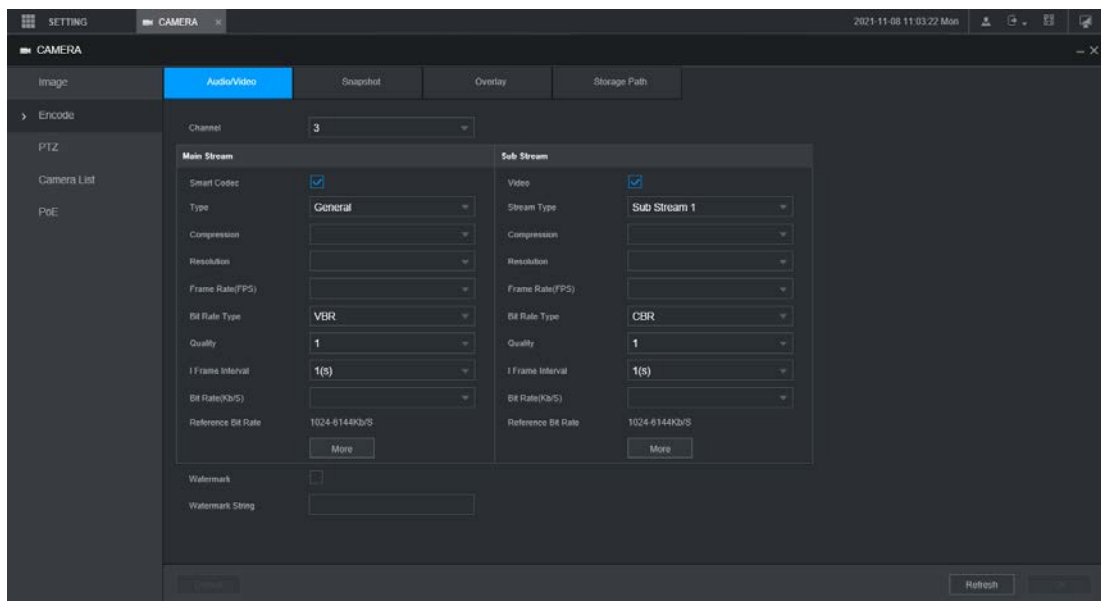 SETTING CAMERA × 2021-11-08 11:03:22 Mon
CAMERA
Image Audio/Video Snapshot Overlay Storage Path
Encode
PTZ
Camera List
PoE
Channel 3
Main Stream Sub Stream
Smart Codec Video
Type General Stream Type Sub Stream 1
Compression Compression
Resolution Resolution
Frame Rate(FPS) Frame Rate(FPS)
Bit Rate Type VBR Bit Rate Type CBR
Quality 1 Quality 1
I Frame Interval 1(s) I Frame Interval 1(s)
Bit Rate(Kb/S) Bit Rate(Kb/S)
Reference Bit Rate 1024-6144Kb/S Reference Bit Rate 1024-6144Kb/S
More More
Watermark
Watermark String
Refresh